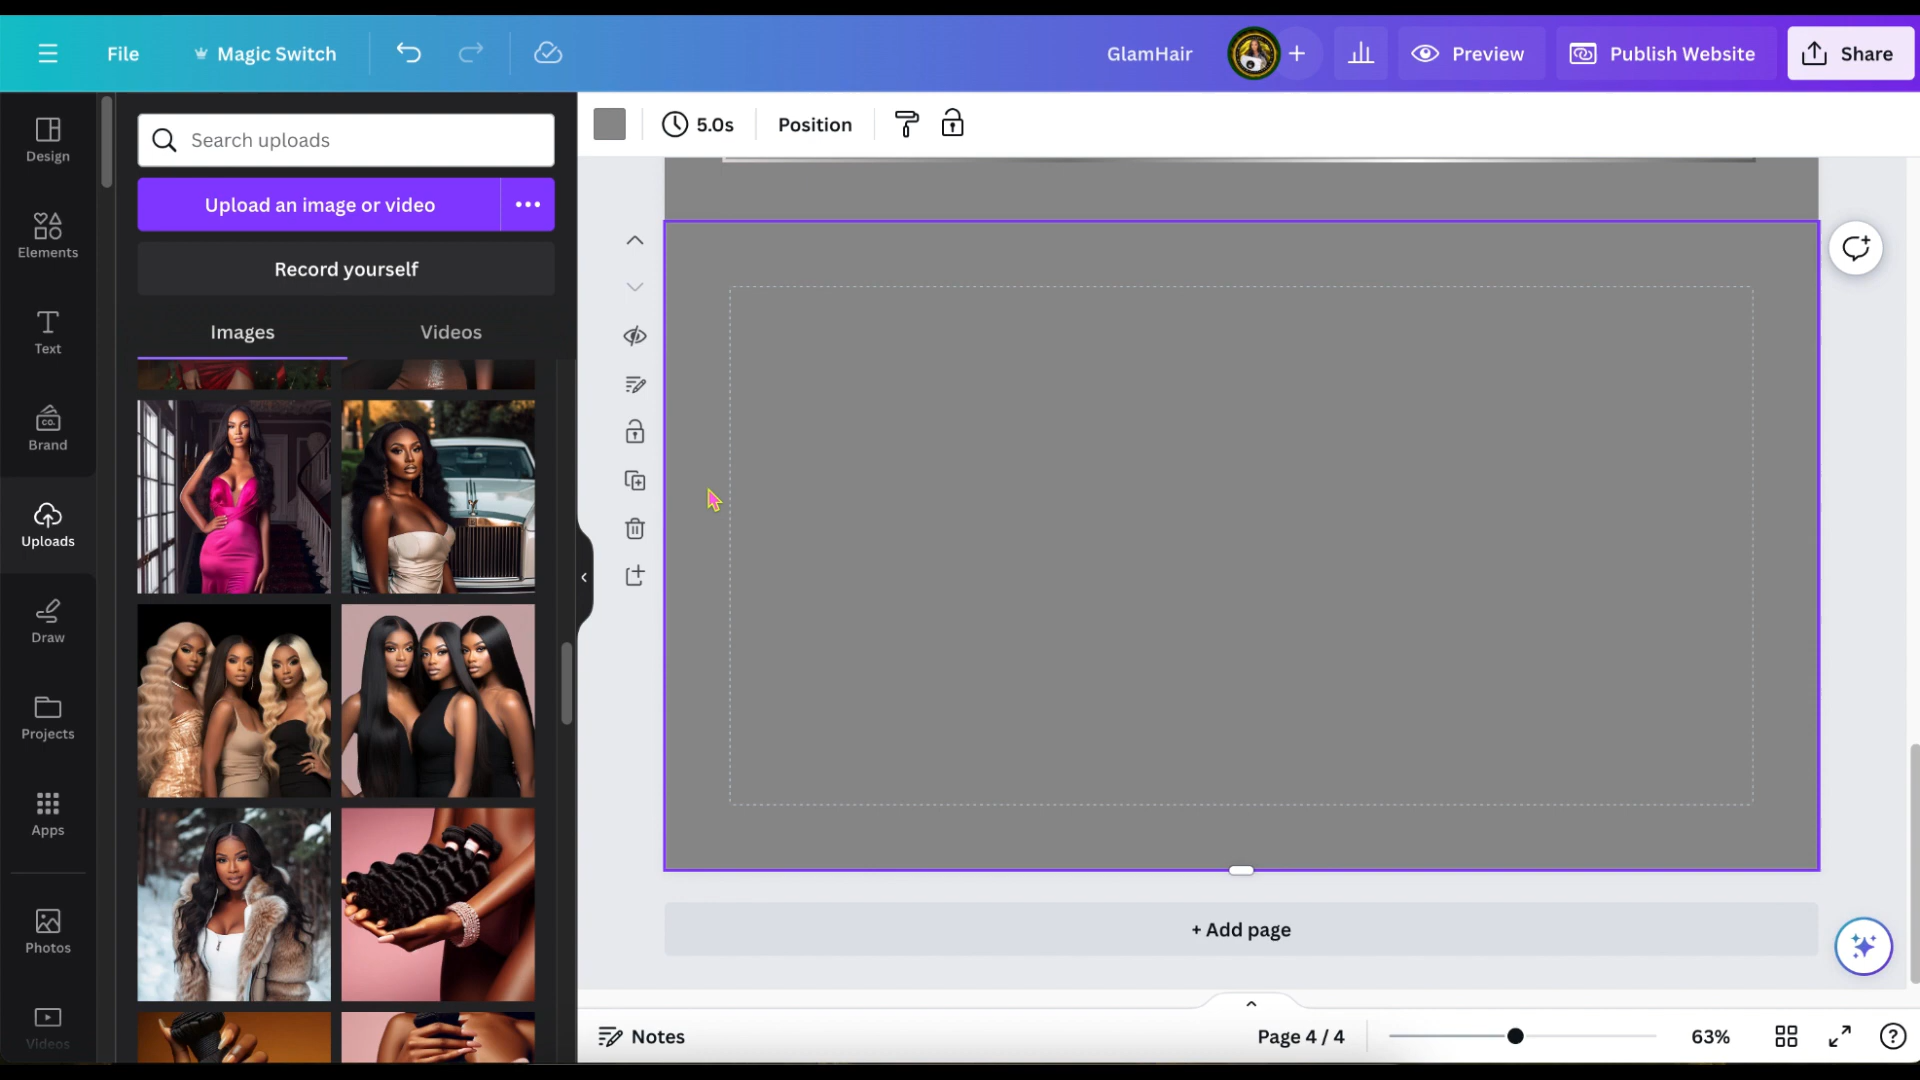 File
Magic Switch
GlamHair
Preview
Publish Website
Share
Design
Elements
Text
Brand
CO.
Uploads
Draw
Projects
Apps
Photos
Videos
Search uploads
Upload an image or video
Record yourself
Images
Videos
5.0s
Position
+ Add page
Notes
Page 4 / 4
63%